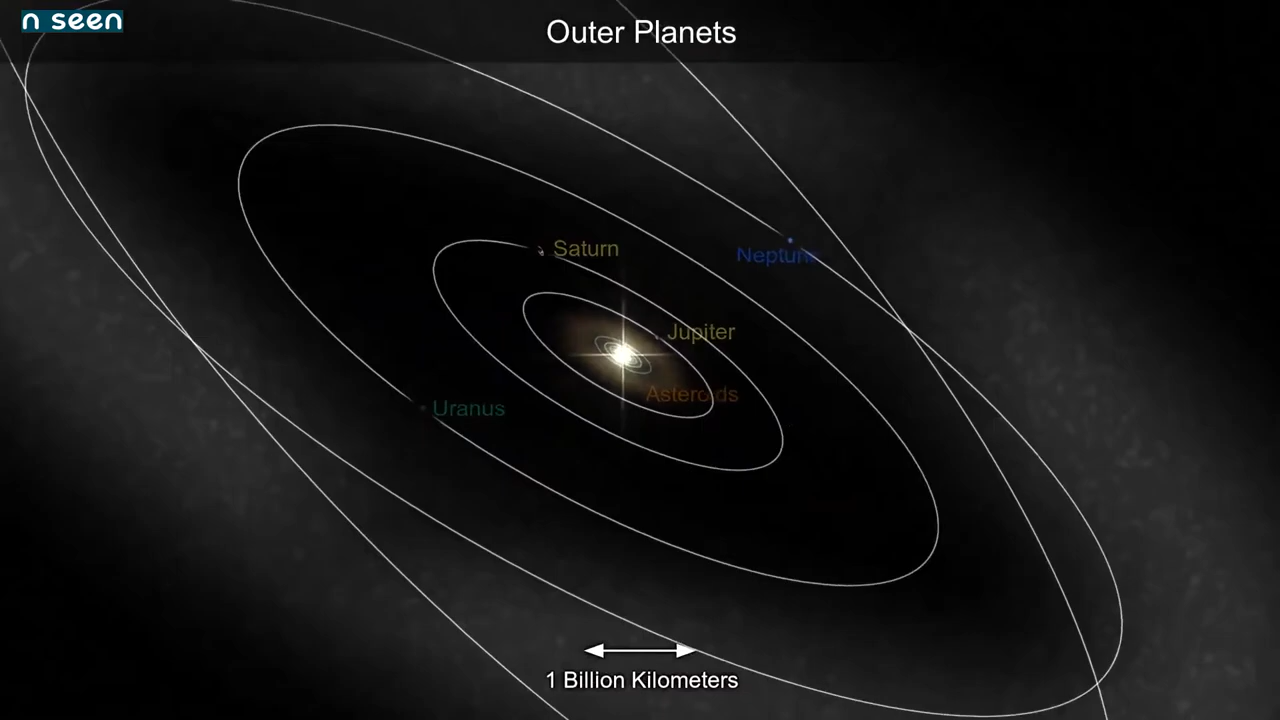 n seen
Outer Planets
Saturn
Neptune
Jupiter
Asteroids
Uranus
1 Billion Kilometers